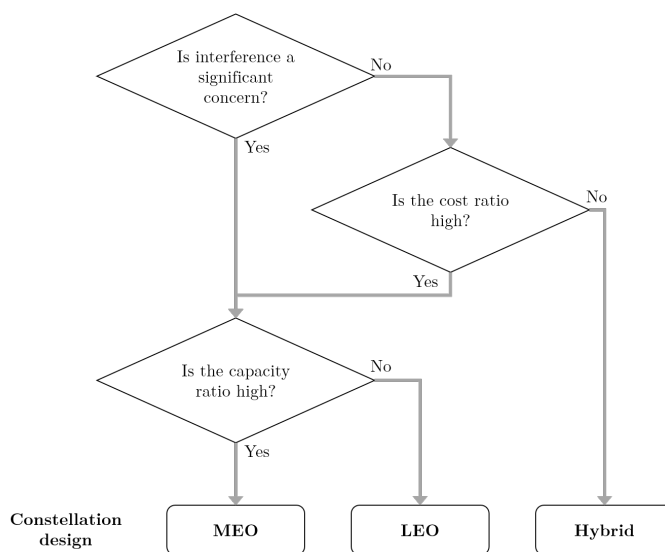 Is interference a
significant
concern?
No
Yes
Is the cost ratio
high?
No
Yes
Is the capacity
ratio high?
No
Yes
Constellation
design
MEO
LEO
Hybrid